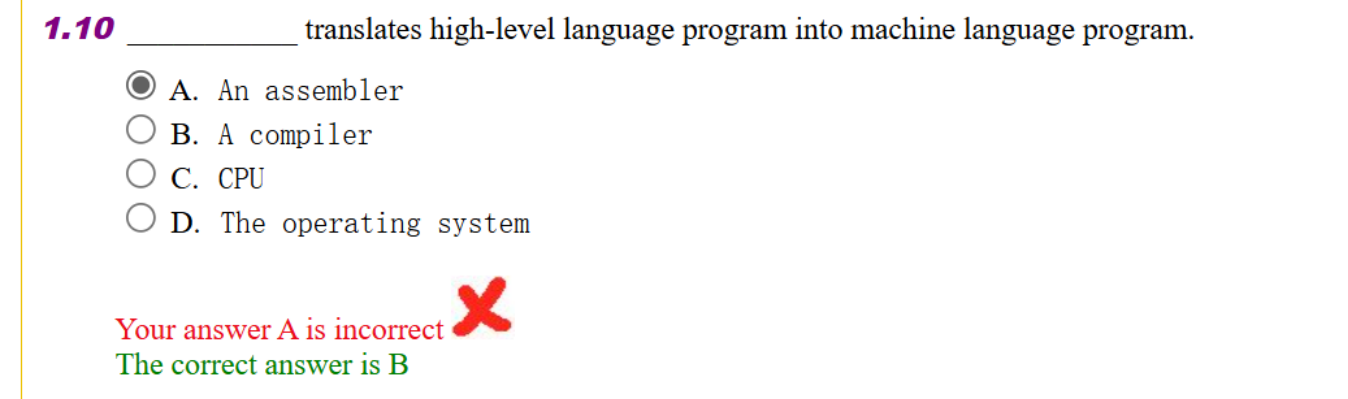 1.10 ___________ translates high-level language program into machine language program.
A. An assembler
B. A compiler
C. CPU
D. The operating system
Your answer A is incorrect
The correct answer is B